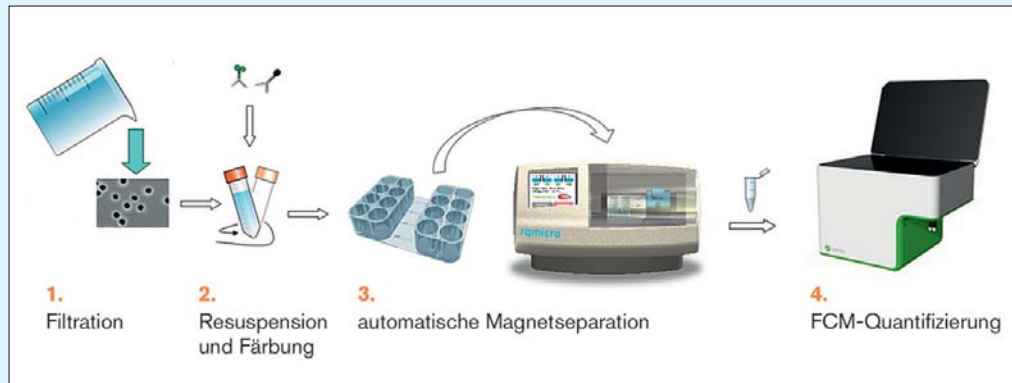 rqmicro
1.
Filtration
2.
Resuspension
und Färbung
3.
automatische Magnetseparation
4.
FCM-Quantifizierung